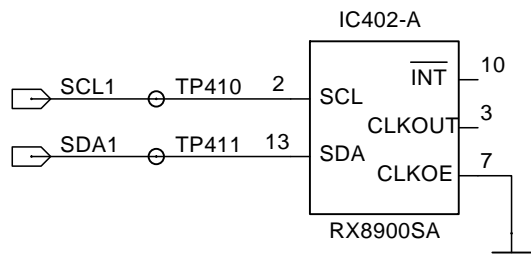 IC402-A
INT 10
SCL1 TP410 2 SCL
CLKOUT 3
SDA1 TP411 13 SDA
CLKOE 7
RX8900SA